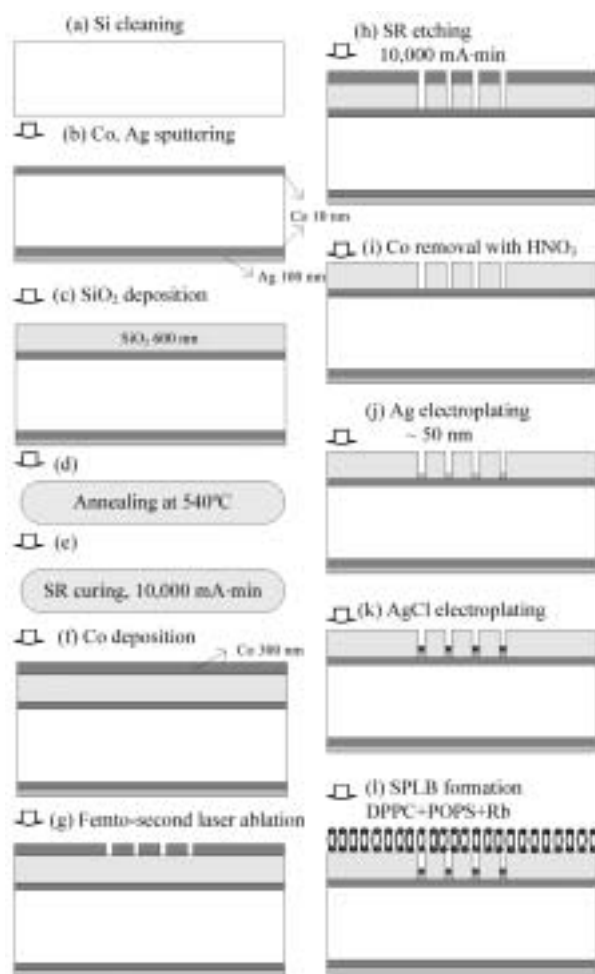 (a) Si cleaning
(b) Co, Ag sputtering
Co 10 nm
Ag 100 nm
(c) SiO₂ deposition
SiO₂ 600 nm
(d)
Annealing at 540ºC
(e)
SR curing, 10,000 mA·min
(f) Co deposition
Co 300 nm
(g) Femto-second laser ablation
(h) SR etching
10,000 mA·min
(i) Co removal with HNO₃
(j) Ag electroplating
~ 50 nm
(k) AgCl electroplating
(l) SPLB formation
DPPC+POPS+Rb